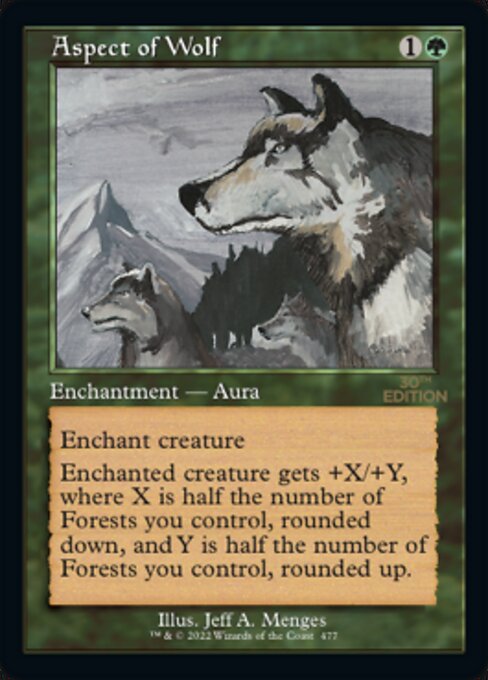 Aspect of Wolf 1
Enchantment — Aura
30TH
EDITION
Enchant creature
Enchanted creature gets +X/+Y,
where X is half the number of
Forests you control, rounded
down, and Y is half the number of
Forests you control, rounded up.
Illus. Jeff A. Menges
™ & © 2022 Wizards of the Coast 477